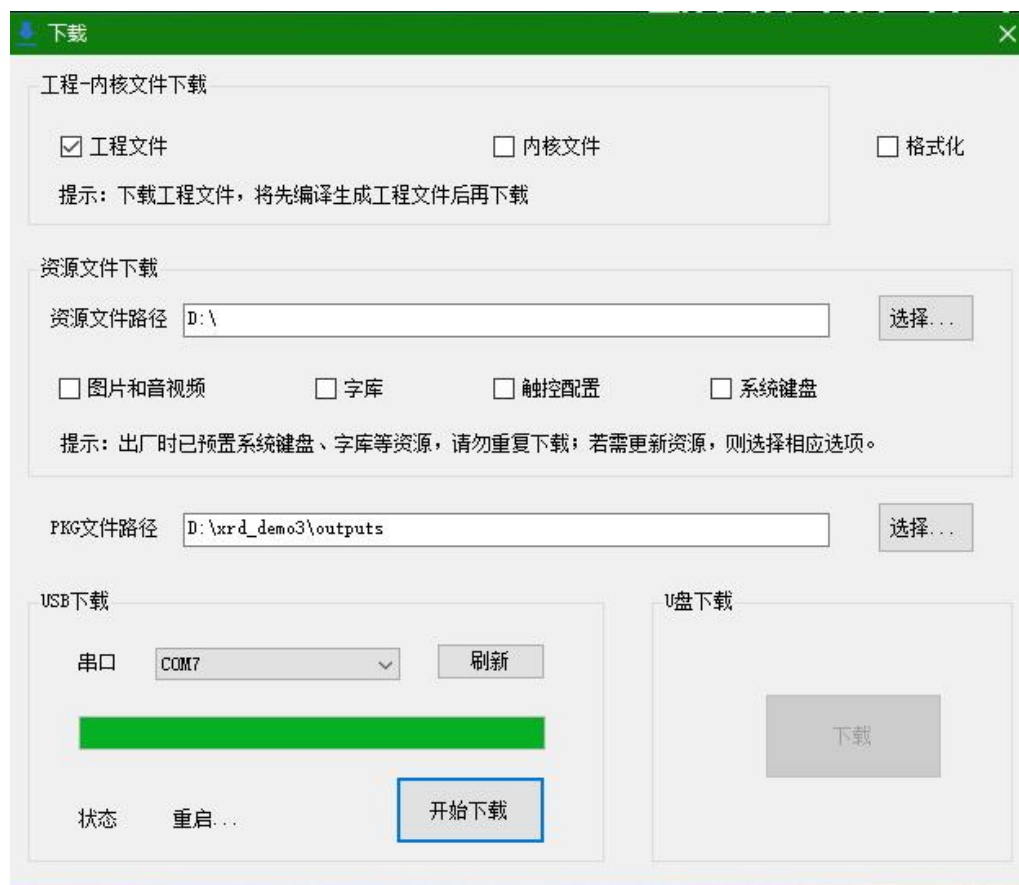 下载
工程-内核文件下载
工程文件 内核文件 格式化
提示：下载工程文件，将先编译生成工程文件后再下载
资源文件下载
资源文件路径 D:\ 选择...
图片和音视频 字库 触控配置 系统键盘
提示：出厂时已预置系统键盘、字库等资源，请勿重复下载；若需更新资源，则选择相应选项。
PKG文件路径 D:\xrd_demo3\outputs 选择...
USB下载 U盘下载
串口 COM7 刷新
下载
状态 重启... 开始下载